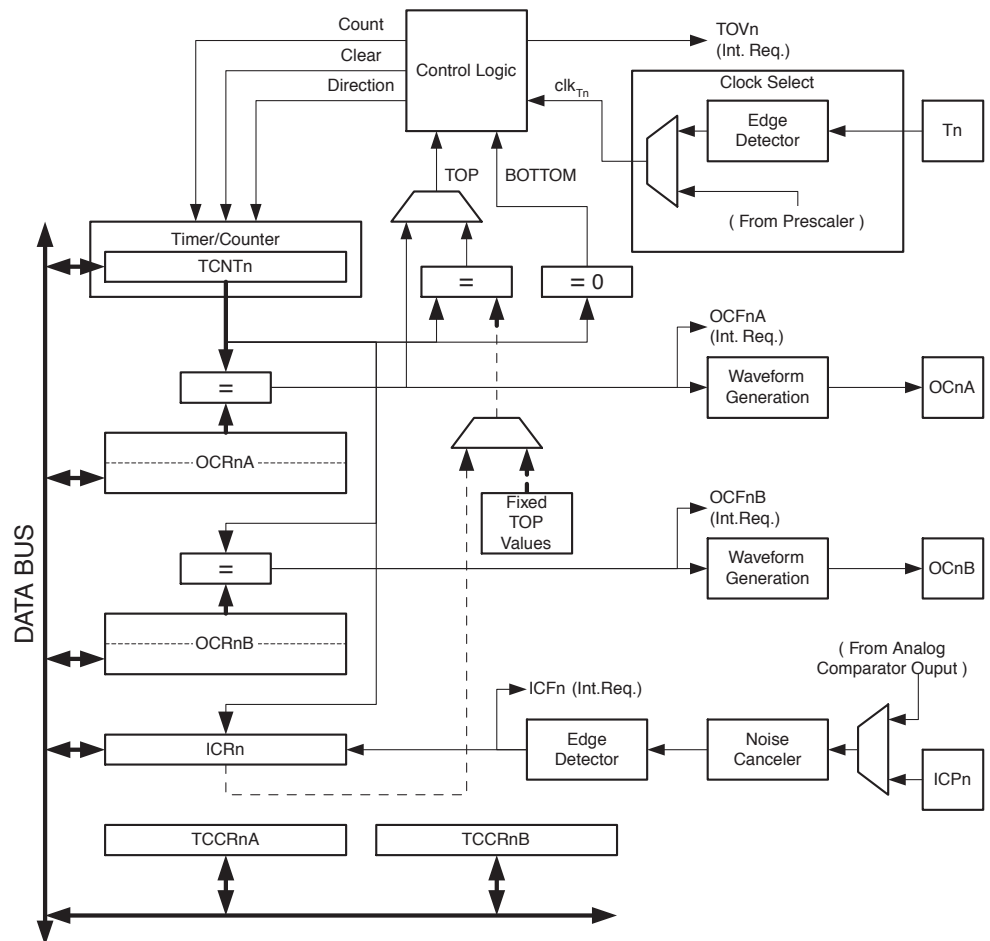 Count
Clear
Direction
Control Logic
TOVn
(Int. Req.)
clkTn
Clock Select
Edge
Detector
Tn
( From Prescaler )
TOP
BOTTOM
Timer/Counter
TCNTn
=
= 0
=
OCRnA
OCFnA
(Int. Req.)
Waveform
Generation
OCnA
Fixed
TOP
Values
=
OCRnB
OCFnB
(Int.Req.)
Waveform
Generation
OCnB
DATA BUS
( From Analog
Comparator Ouput )
ICFn (Int.Req.)
ICRn
Edge
Detector
Noise
Canceler
ICPn
TCCRnA
TCCRnB